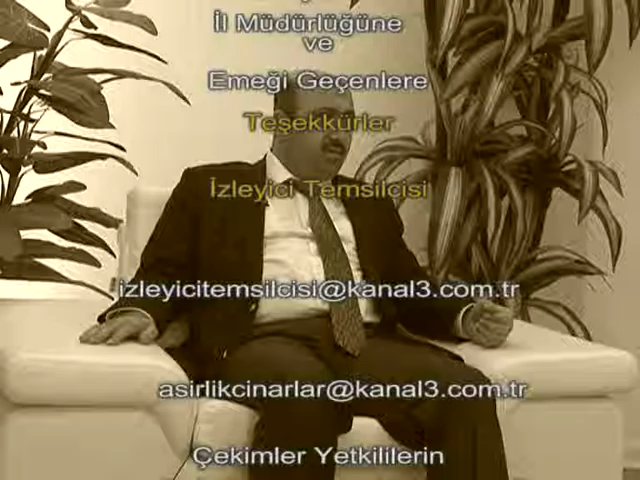 İl Müdürlüğüne
ve
Emeği Geçenlere
Teşekkürler
İzleyici Temsilcisi
izleyicitemsilcisi@kanal3.com.tr
asirlikcinarlar@kanal3.com.tr
Çekimler Yetkililerin